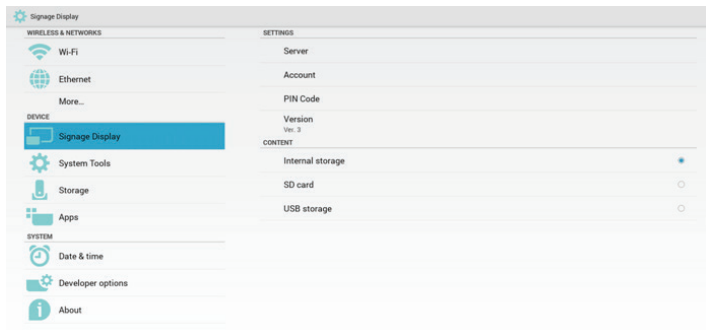 Signage Display
WIRELESS & NETWORKS
Wi-Fi
Ethernet
More...
DEVICE
Signage Display
System Tools
Storage
Apps
SYSTEM
Date & time
Developer options
About
SETTINGS
Server
Account
PIN Code
Version
Ver. 3
CONTENT
Internal storage
SD card
USB storage